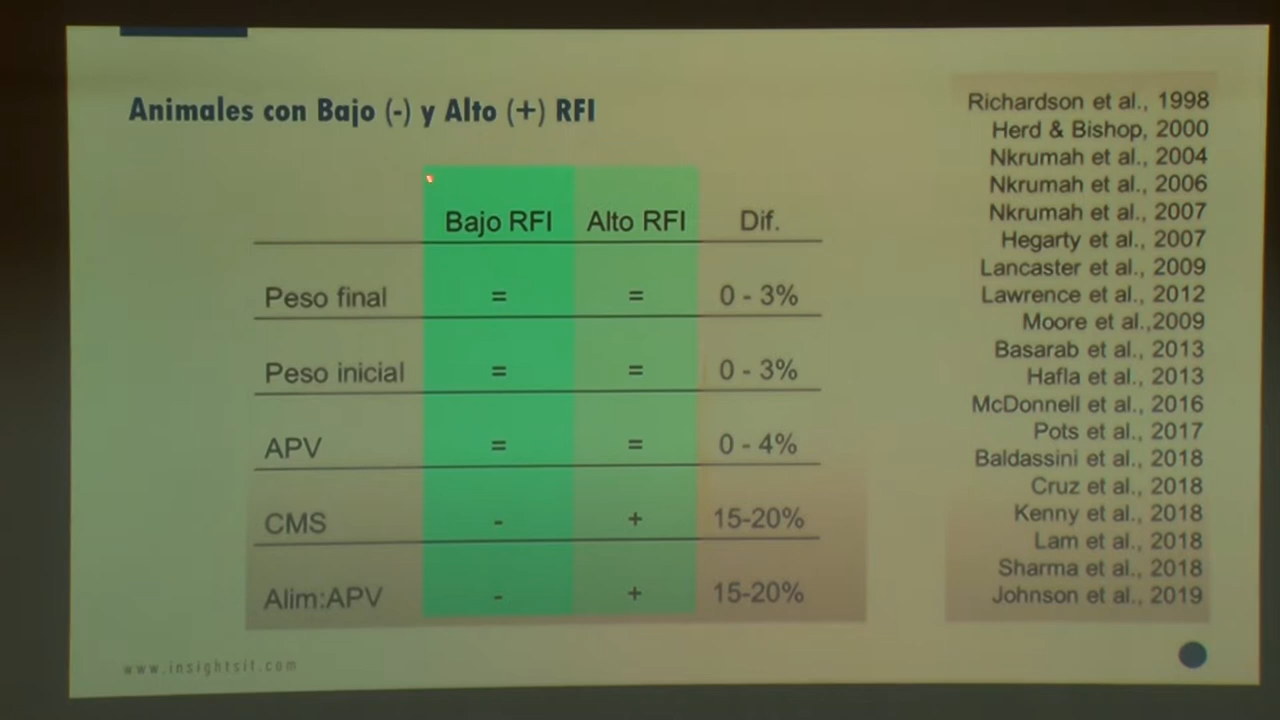 Animales con Bajo (-) y Alto (+) RFI
Bajo RFI Alto RFI Dif.
Peso final = = 0 - 3%
Peso inicial = = 0 - 3%
APV = = 0 - 4%
CMS - + 15-20%
Alim:APV - + 15-20%
Richardson et al., 1998
Herd & Bishop, 2000
Nkrumah et al., 2004
Nkrumah et al., 2006
Nkrumah et al., 2007
Hegarty et al., 2007
Lancaster et al., 2009
Lawrence et al., 2012
Moore et al.,2009
Basarab et al., 2013
Hafla et al., 2013
McDonnell et al., 2016
Pots et al., 2017
Baldassini et al., 2018
Cruz et al., 2018
Kenny et al., 2018
Lam et al., 2018
Sharma et al., 2018
Johnson et al., 2019
www.insightsit.com